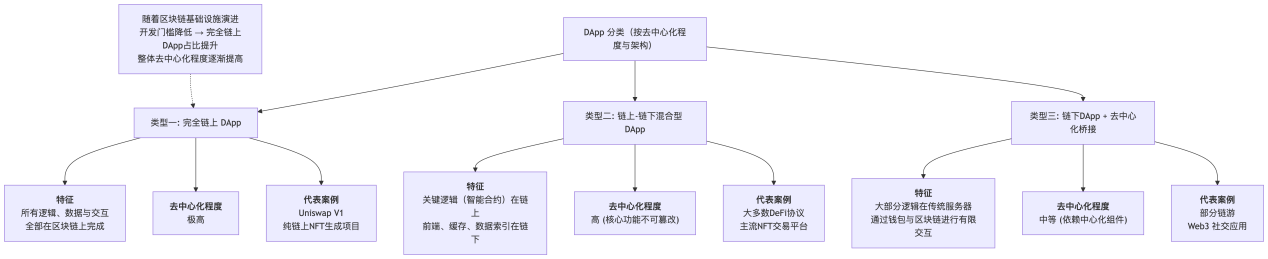 随着区块链基础设施演进
开发门槛降低 → 完全链上
DApp占比提升
整体去中心化程度逐渐提高
DApp 分类（按去中心化程
度与架构）
类型一: 完全链上 DApp
类型二: 链上-链下混合型
DApp
类型三: 链下DApp + 去中心
化桥接
特征
所有逻辑、数据与交互
全部在区块链上完成
去中心化程度
极高
代表案例
Uniswap V1
纯链上NFT生成项目
特征
关键逻辑（智能合约）在链
上
前端、缓存、数据索引在链
下
去中心化程度
高 (核心功能不可篡改)
代表案例
大多数DeFi协议
主流NFT交易平台
特征
大部分逻辑在传统服务器
通过钱包与区块链进行有限
交互
去中心化程度
中等 (依赖中心化组件)
代表案例
部分链游
Web3 社交应用